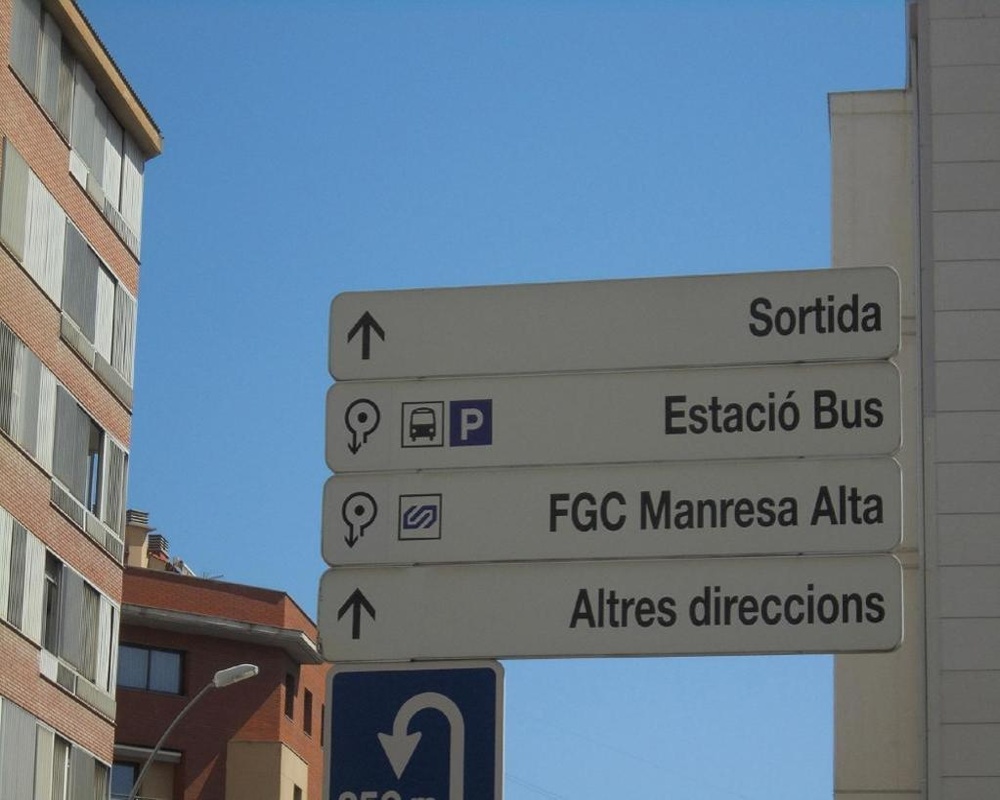 Sortida
P Estació Bus
FGC Manresa Alta
Altres direccions